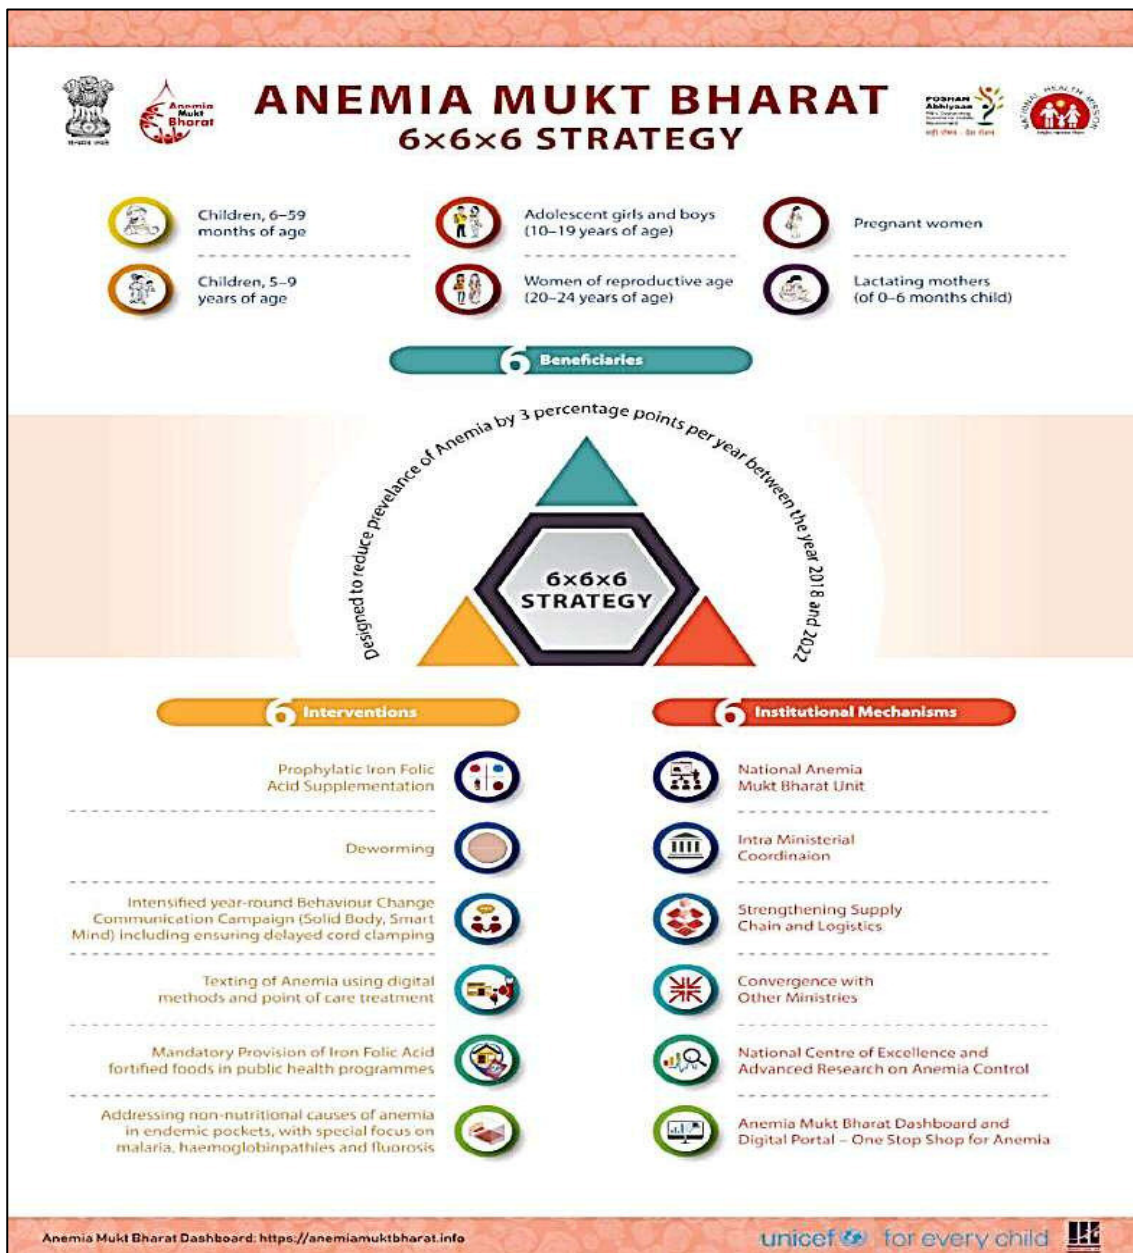 ANEMIA MUKT BHARAT
6×6×6 STRATEGY
Anemia
Mukt
Bharat
POSHAN
Abhiyaan
NATIONAL HEALTH MISSION
Children, 6–59
months of age
Adolescent girls and boys
(10–19 years of age)
Pregnant women
Children, 5–9
years of age
Women of reproductive age
(20–24 years of age)
Lactating mothers
(of 0–6 months child)
6 Beneficiaries
Designed to reduce prevelance of Anemia by 3 percentage points per year between the year 2018 and 2022
6×6×6
STRATEGY
6 Interventions
Prophylatic Iron Folic
Acid Supplementation
Deworming
Intensified year-round Behaviour Change
Communication Campaign (Solid Body, Smart
Mind) including ensuring delayed cord clamping
Texting of Anemia using digital
methods and point of care treatment
Mandatory Provision of Iron Folic Acid
fortified foods in public health programmes
Addressing non-nutritional causes of anemia
in endemic pockets, with special focus on
malaria, haemoglobinpathies and fluorosis
6 Institutional Mechanisms
National Anemia
Mukt Bharat Unit
Intra Ministerial
Coordinaion
Strengthening Supply
Chain and Logistics
Convergence with
Other Ministries
National Centre of Excellence and
Advanced Research on Anemia Control
Anemia Mukt Bharat Dashboard and
Digital Portal – One Stop Shop for Anemia
Anemia Mukt Bharat Dashboard: https://anemiamuktbharat.info
unicef for every child